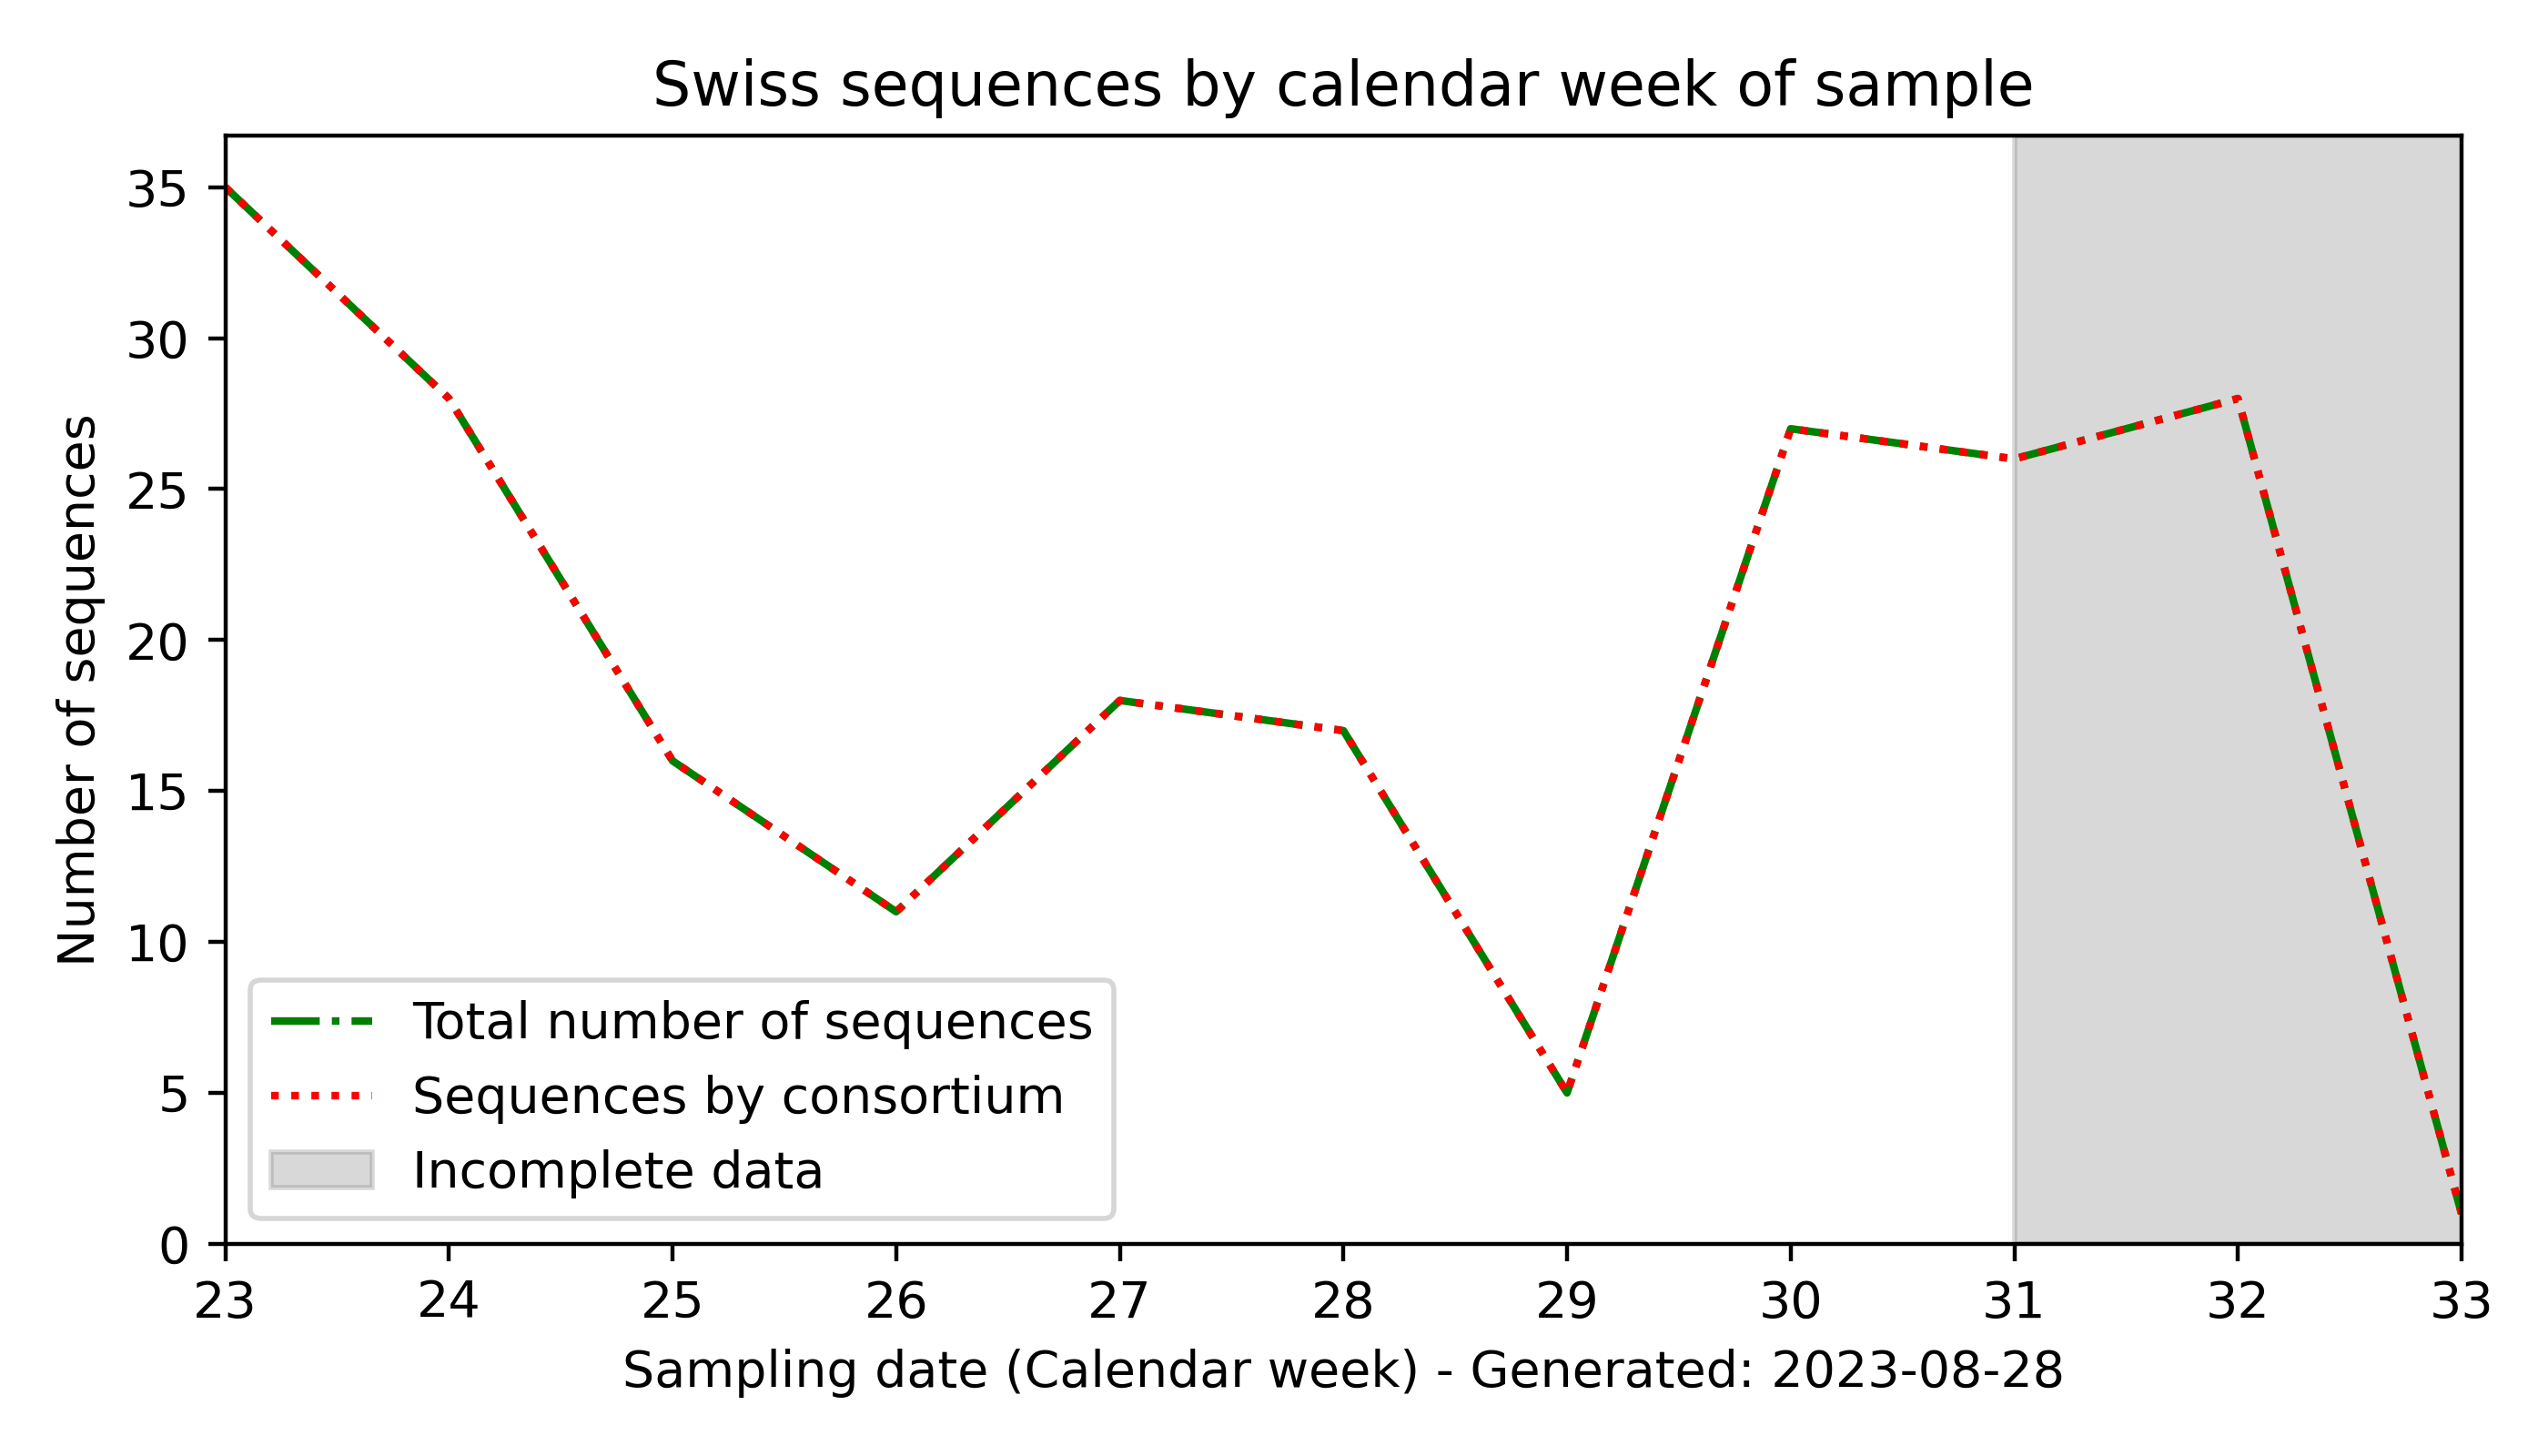 Swiss sequences by calendar week of sample
Number of sequences
35
30
25
20
15
10
5
0
Total number of sequences
Sequences by consortium
Incomplete data
23 24 25 26 27 28 29 30 31 32 33
Sampling date (Calendar week) - Generated: 2023-08-28